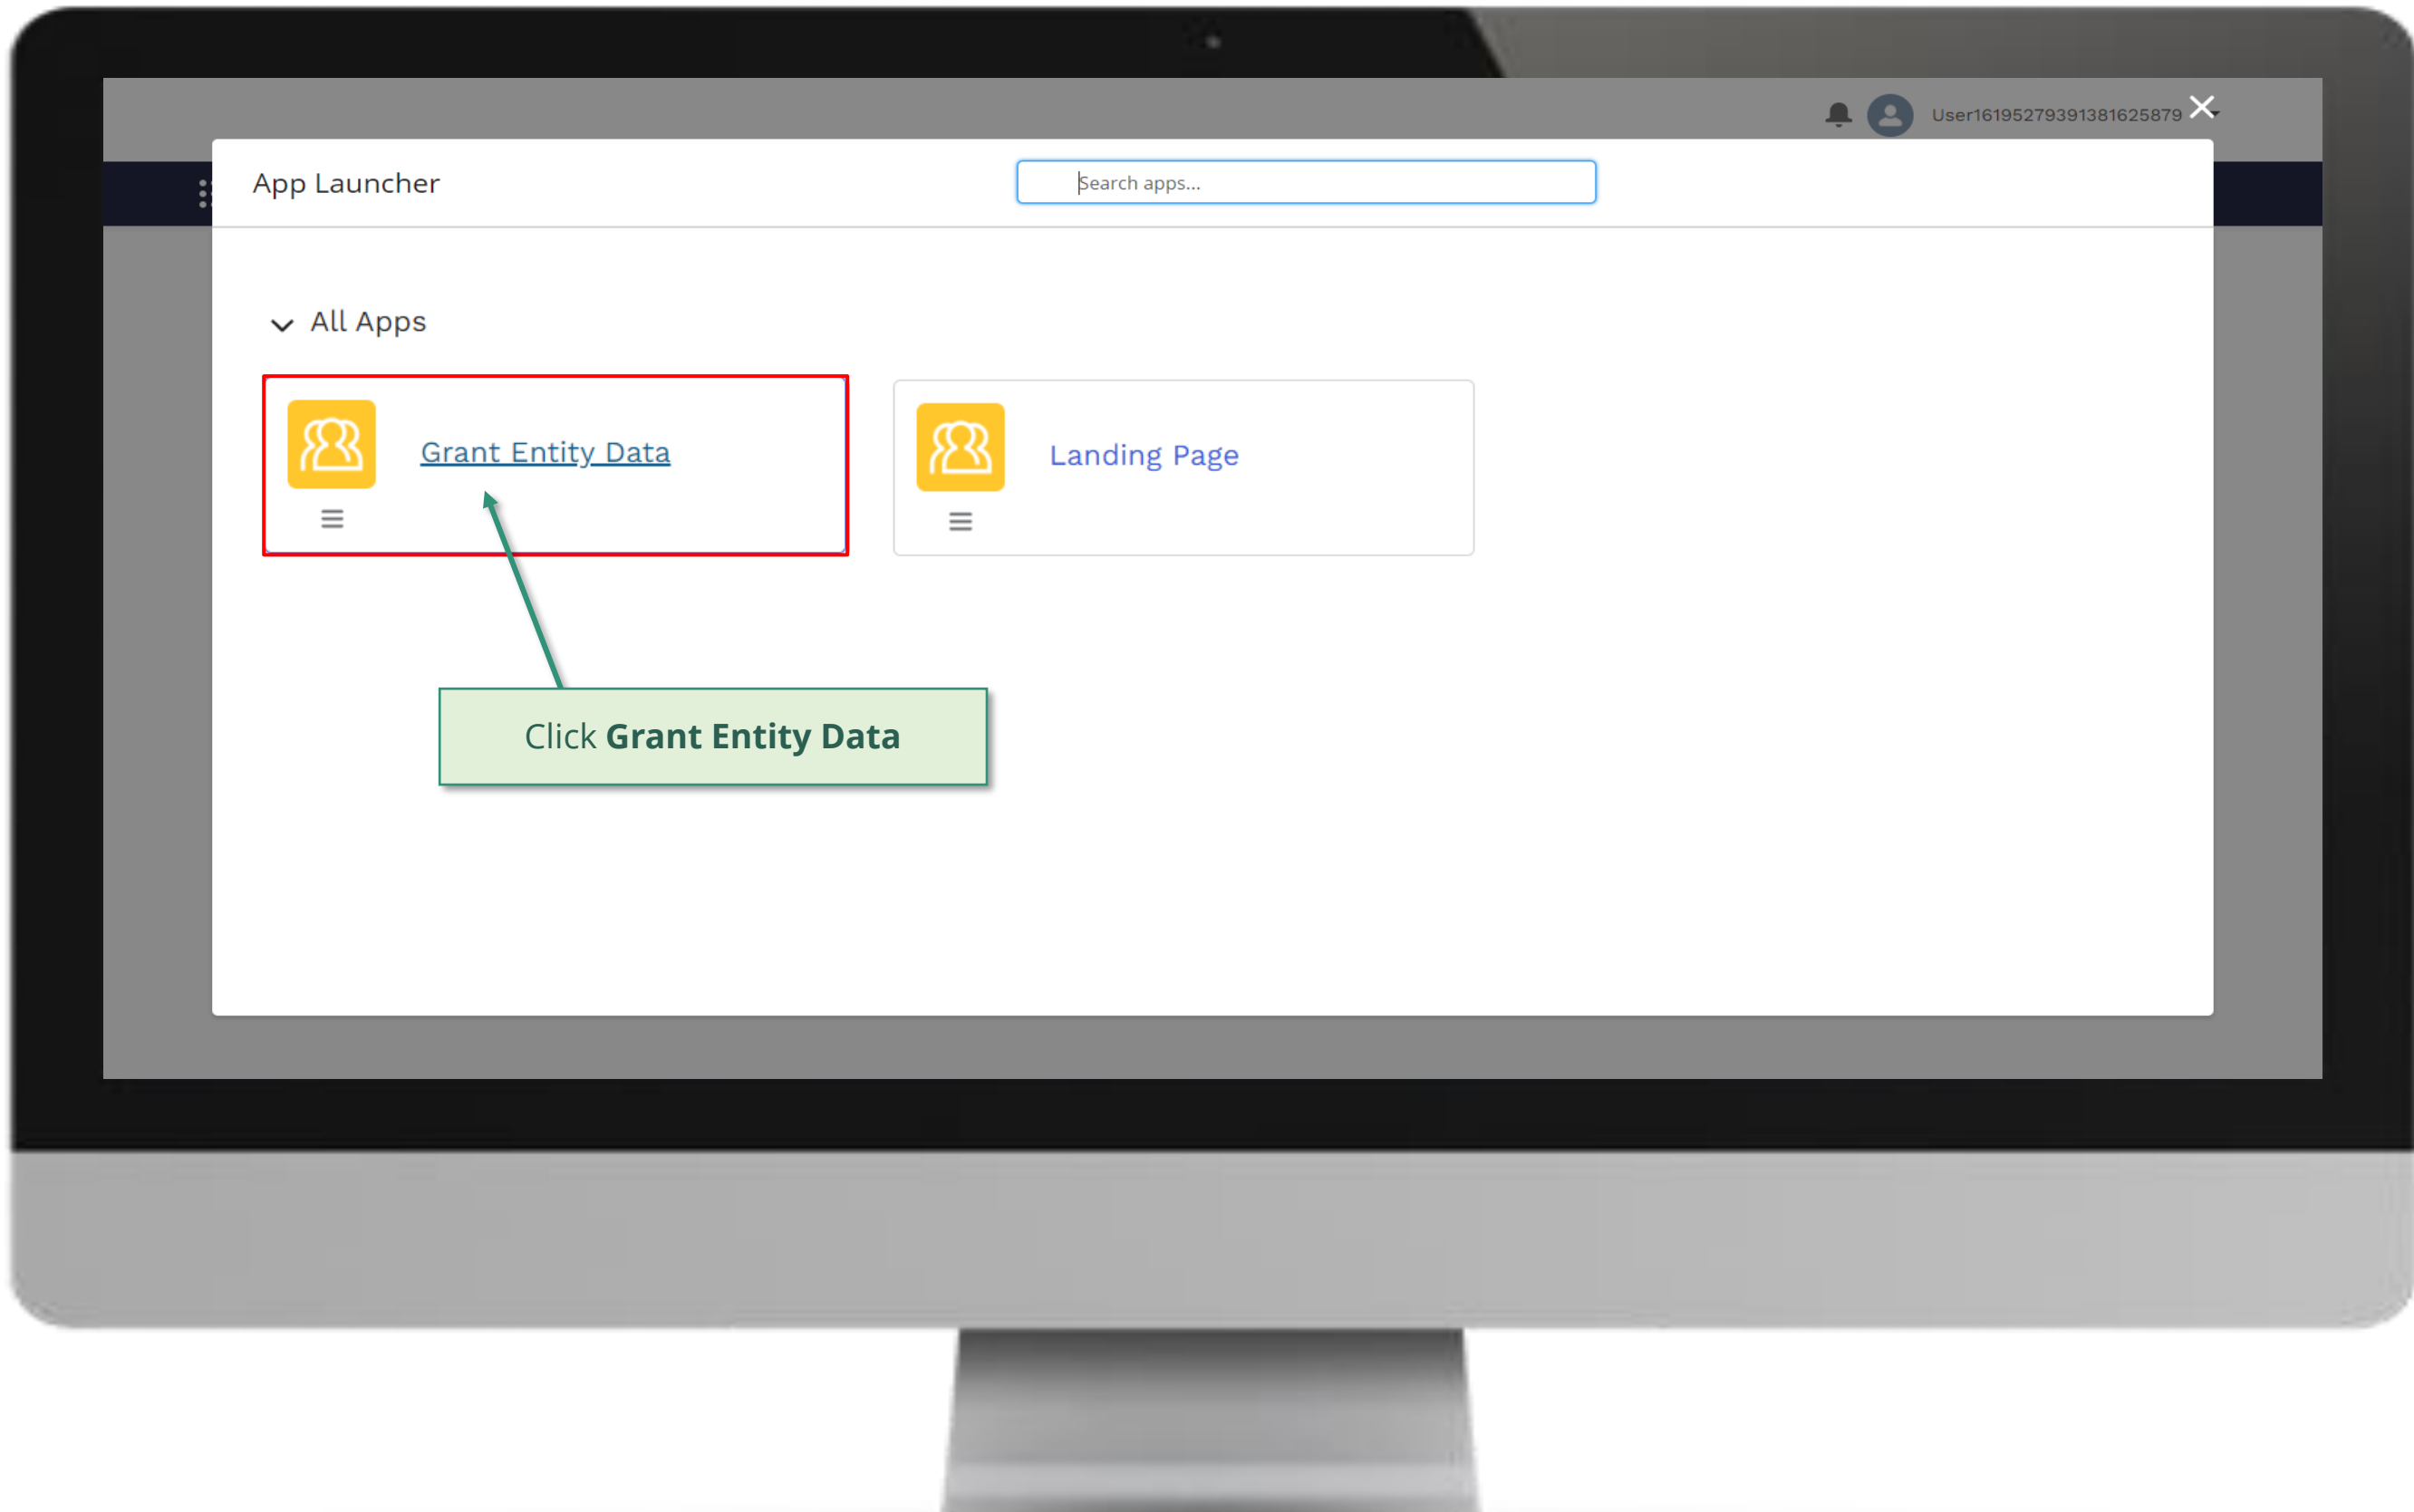 User16195279391381625879
App Launcher
Search apps...
All Apps
Grant Entity Data
Landing Page
Click Grant Entity Data